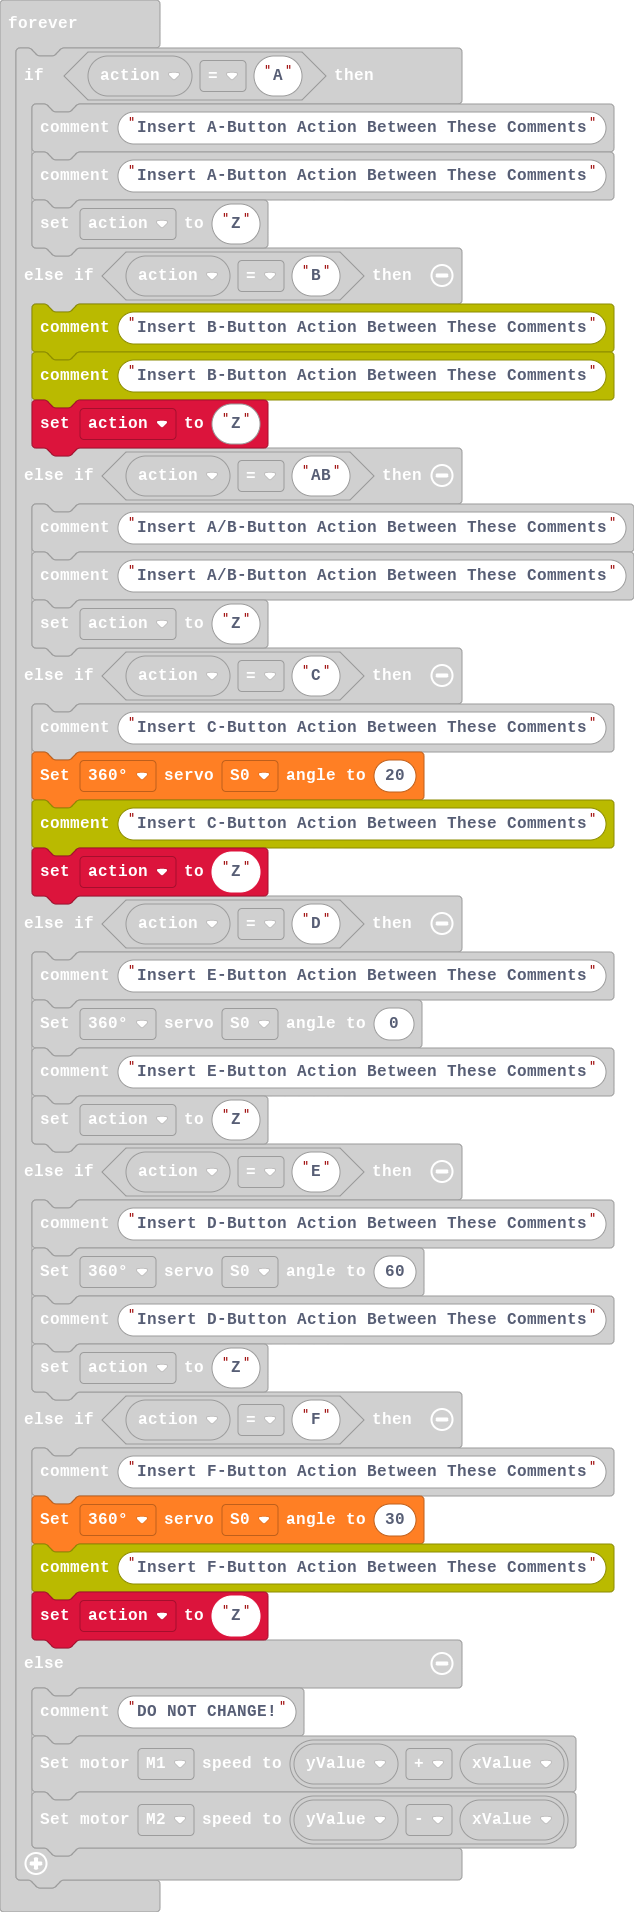 forever
if action = "A" then
comment "Insert A-Button Action Between These Comments"
comment "Insert A-Button Action Between These Comments"
set action to "Z"
else if action = "B" then
comment "Insert B-Button Action Between These Comments"
comment "Insert B-Button Action Between These Comments"
set action to "Z"
else if action = "AB" then
comment "Insert A/B-Button Action Between These Comments"
comment "Insert A/B-Button Action Between These Comments"
set action to "Z"
else if action = "C" then
comment "Insert C-Button Action Between These Comments"
Set 360° servo S0 angle to 20
comment "Insert C-Button Action Between These Comments"
set action to "Z"
else if action = "D" then
comment "Insert E-Button Action Between These Comments"
Set 360° servo S0 angle to 0
comment "Insert E-Button Action Between These Comments"
set action to "Z"
else if action = "E" then
comment "Insert D-Button Action Between These Comments"
Set 360° servo S0 angle to 60
comment "Insert D-Button Action Between These Comments"
set action to "Z"
else if action = "F" then
comment "Insert F-Button Action Between These Comments"
Set 360° servo S0 angle to 30
comment "Insert F-Button Action Between These Comments"
set action to "Z"
else
comment "DO NOT CHANGE!"
Set motor M1 speed to yValue + xValue
Set motor M2 speed to yValue - xValue